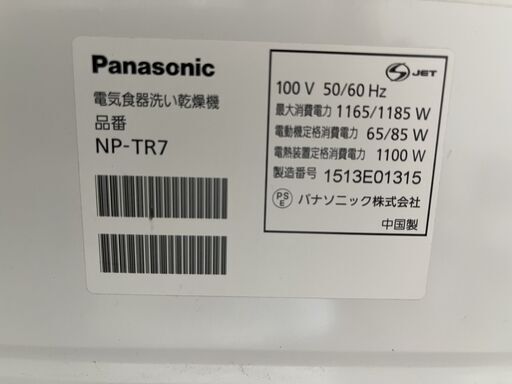 Panasonic
電気食器洗い乾燥機
品番
NP-TR7
JET
100 V 50/60 Hz
最大消費電力 1165/1185 W
電動機定格消費電力 65/85 W
電熱装置定格消費電力 1100 W
製造番号 1513E01315
PS
E パナソニック株式会社
中国製